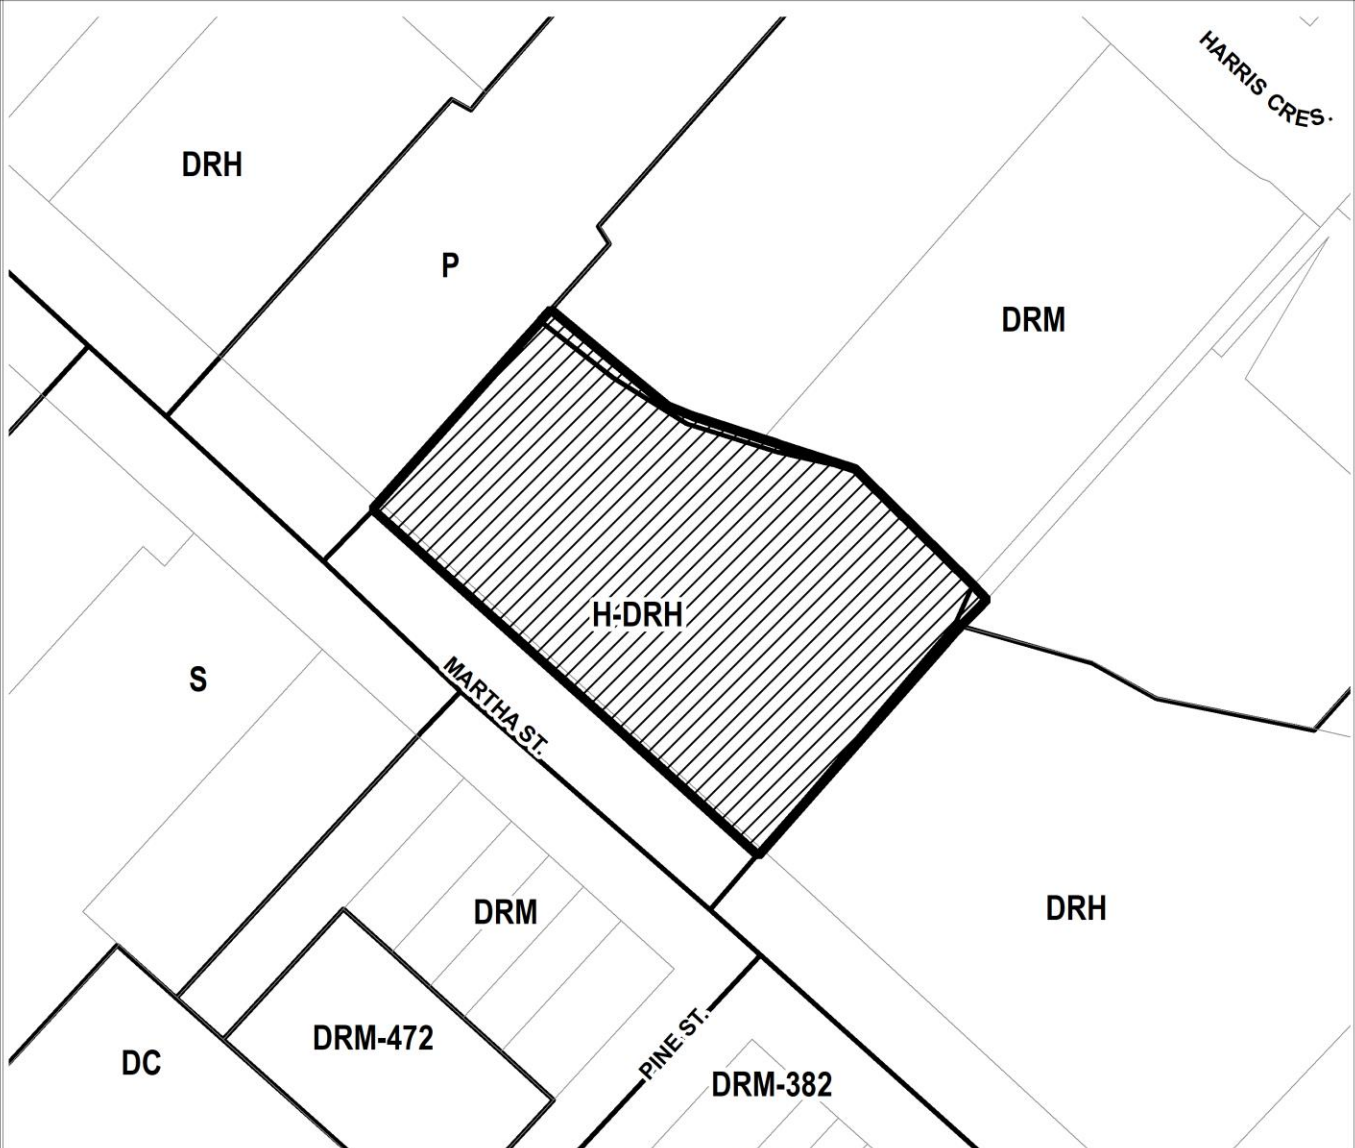 HARRIS CRES.
DRH
P
DRM
H-DRH
S
MARTHA ST.
DRM
DRH
DRM-472
PINE ST.
DC
DRM-382